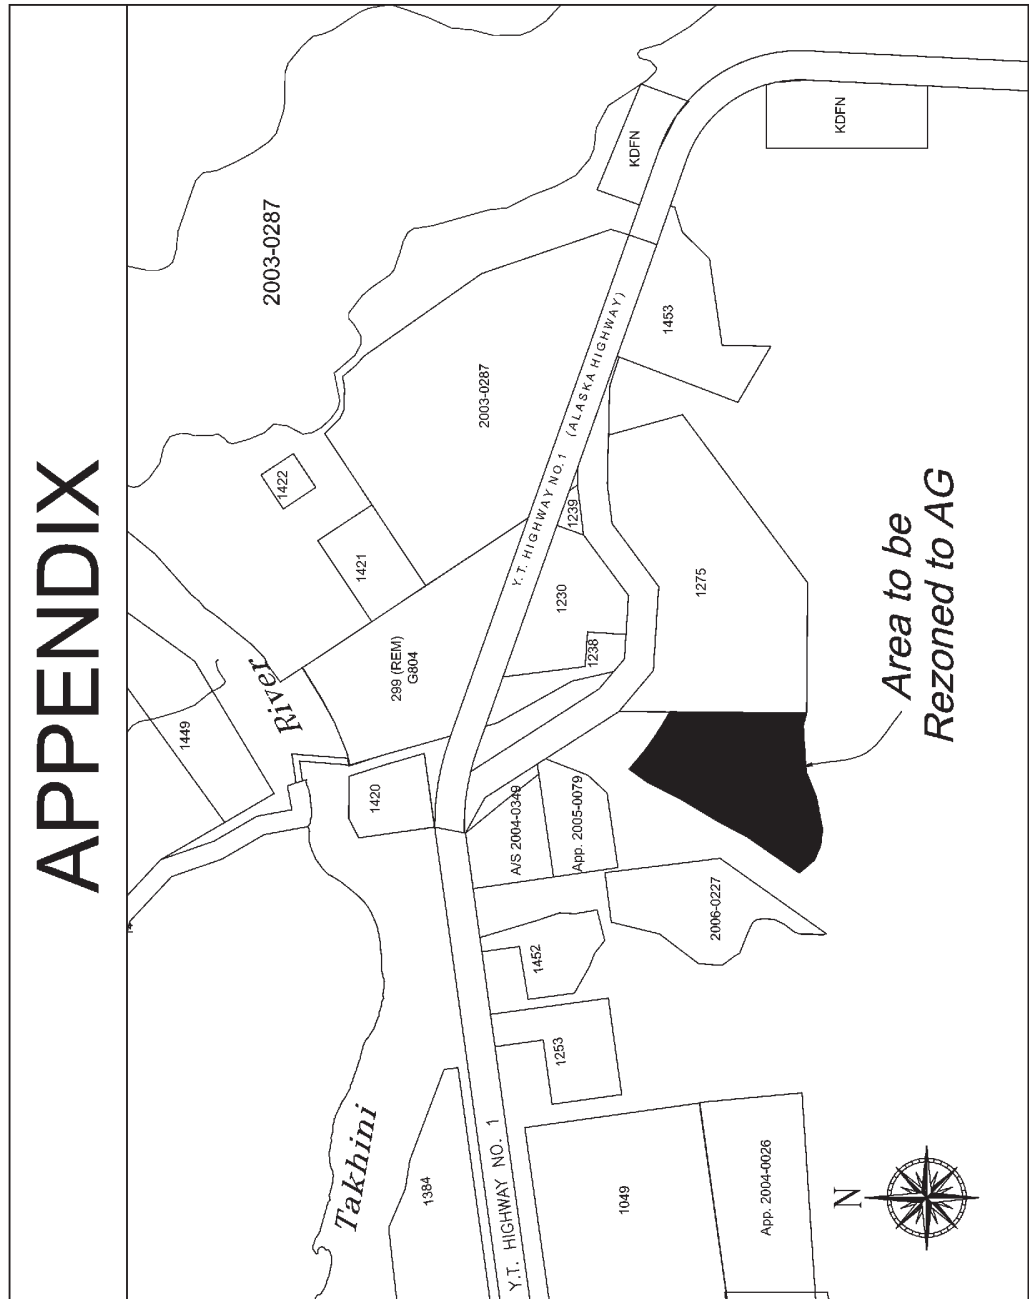 APPENDIX
2003-0287
KDFN
KDFN
1422
1421
2003-0287
Y.T. HIGHWAY NO. 1 (ALASKA HIGHWAY)
1453
1239
1449
River
299 (REM)
G804
1230
1238
1275
1420
A/S 2004-0349
App. 2005-0079
2006-0227
Area to be
Rezoned to AG
1452
1253
Takhini
1384
Y.T. HIGHWAY NO. 1
1049
App. 2004-0026
N